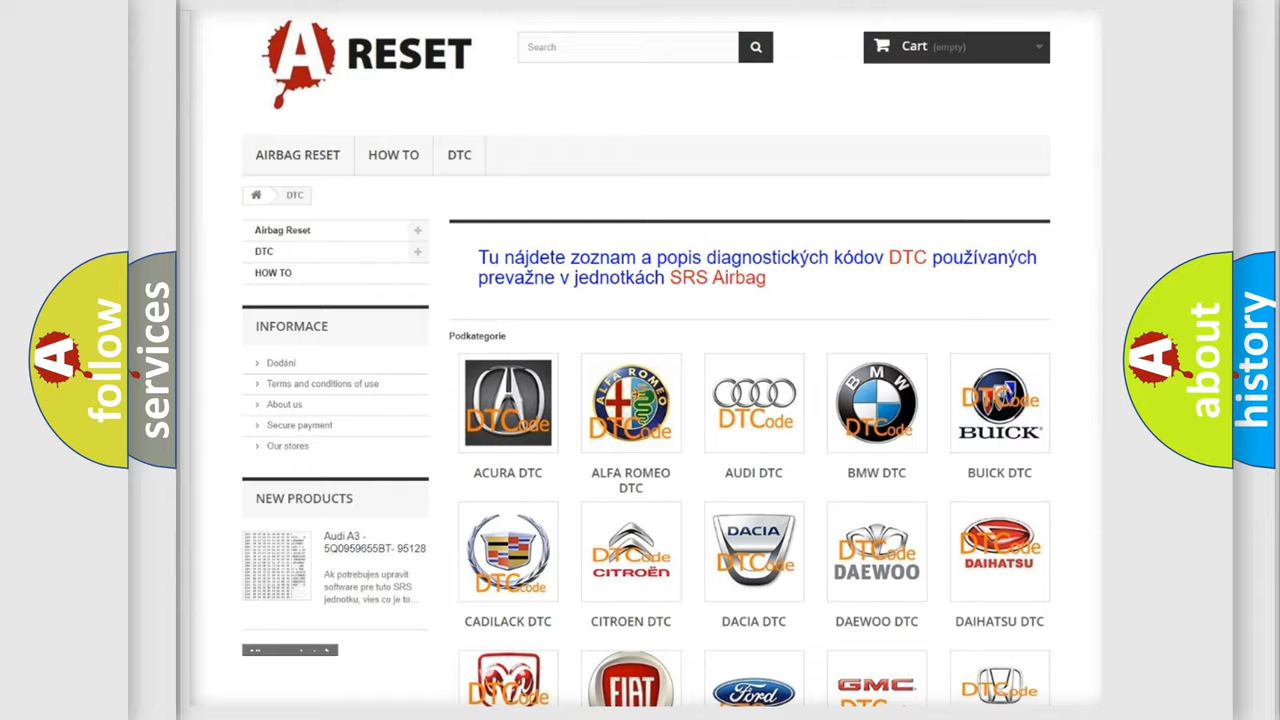 A RESET
Search
Cart (empty)
AIRBAG RESET
HOW TO
DTC
DTC
Airbag Reset
DTC
HOW TO
INFORMACE
Dodání
Terms and conditions of use
About us
Secure payment
Our stores
NEW PRODUCTS
Audi A3 -
5Q0959655BT- 95128
Ak potrebujes upravit
software pre tuto SRS
jednotku, vies co je to...
Tu nájdete zoznam a popis diagnostických kódov DTC používaných
prevažne v jednotkách SRS Airbag
Podkategorie
DTCode
ACURA DTC
ALFA ROMEO
DTCode
ALFA ROMEO
DTC
DTCode
AUDI DTC
BMW
DTCode
BMW DTC
DTCode
BUICK
BUICK DTC
DTCode
CADILACK DTC
DTCode
CITROËN
CITROEN DTC
DACIA
DTCode
DACIA DTC
DTCode
DAEWOO
DAEWOO DTC
DTCode
DAIHATSU
DAIHATSU DTC
DTCode
FIAT
Ford
GMC
DTCode
A follow
services
A about
history